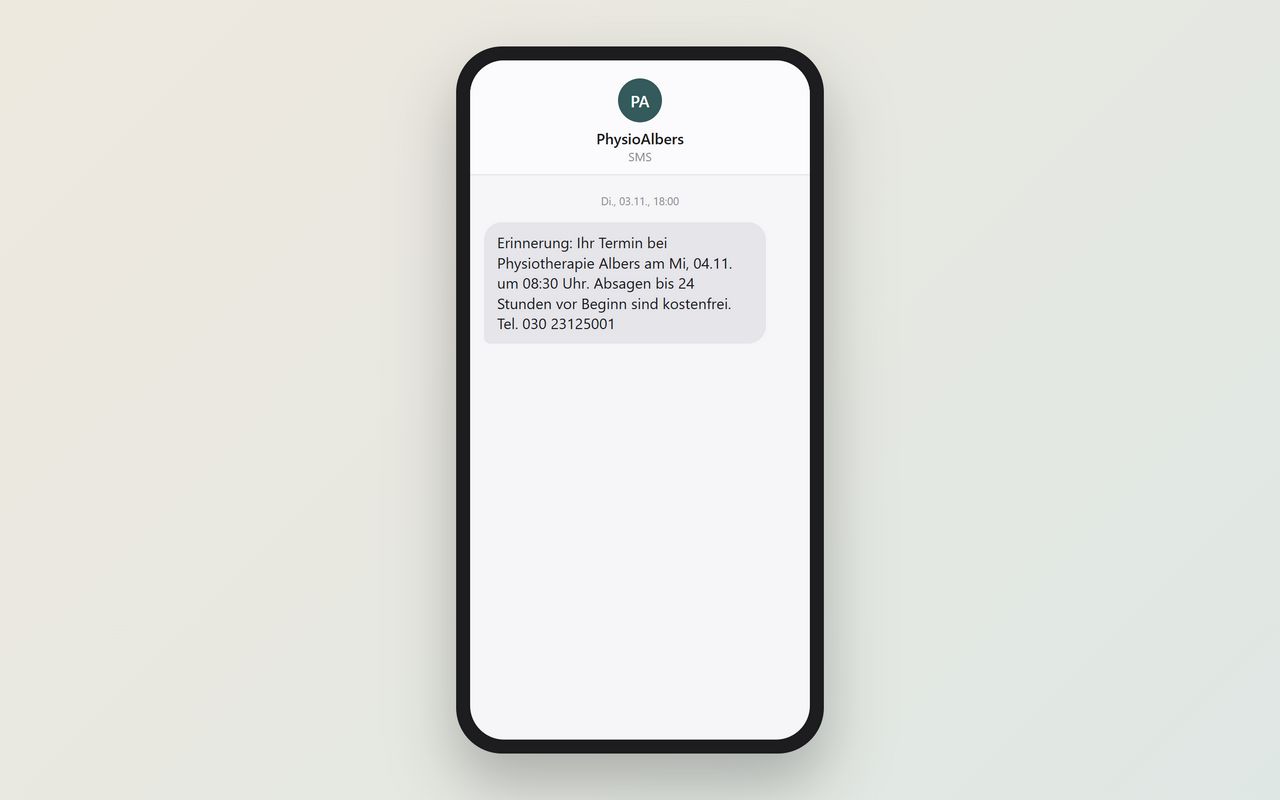 PA
PhysioAlbers
SMS
Di., 03.11., 18:00
Erinnerung: Ihr Termin bei
Physiotherapie Albers am Mi, 04.11.
um 08:30 Uhr. Absagen bis 24
Stunden vor Beginn sind kostenfrei.
Tel. 030 23125001